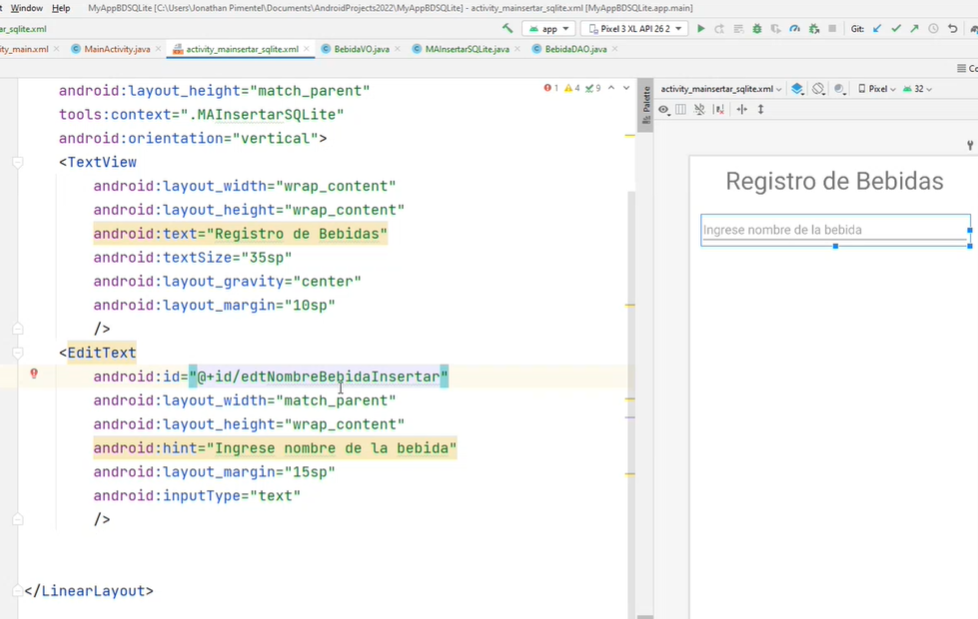 Window Help MyAppBDSQLite [C:\Users\Jonathan Pimentel\Documents\AndroidProjects2022\MyAppBDSQLite] - activity_mainsertar_sqlite.xml [MyAppBDSQLite.app.main]
ar_sqlite.xml app Pixel 3 XL API 26 2 Git:
ty_main.xml MainActivity.java activity_mainsertar_sqlite.xml BebidaVO.java MAInsertarSQLite.java BebidaDAO.java
Co
android:layout_height="match_parent"
1 4 9
tools:context=".MAInsertarSQLite"
android:orientation="vertical">
<TextView
android:layout_width="wrap_content"
android:layout_height="wrap_content"
android:text="Registro de Bebidas"
android:textSize="35sp"
android:layout_gravity="center"
android:layout_margin="10sp"
/>
<EditText
android:id="@+id/edtNombreBebidaInsertar"
android:layout_width="match_parent"
android:layout_height="wrap_content"
android:hint="Ingrese nombre de la bebida"
android:layout_margin="15sp"
android:inputType="text"
/>
</LinearLayout>
Palette
activity_mainsertar_sqlite.xml Pixel 32
Registro de Bebidas
Ingrese nombre de la bebida